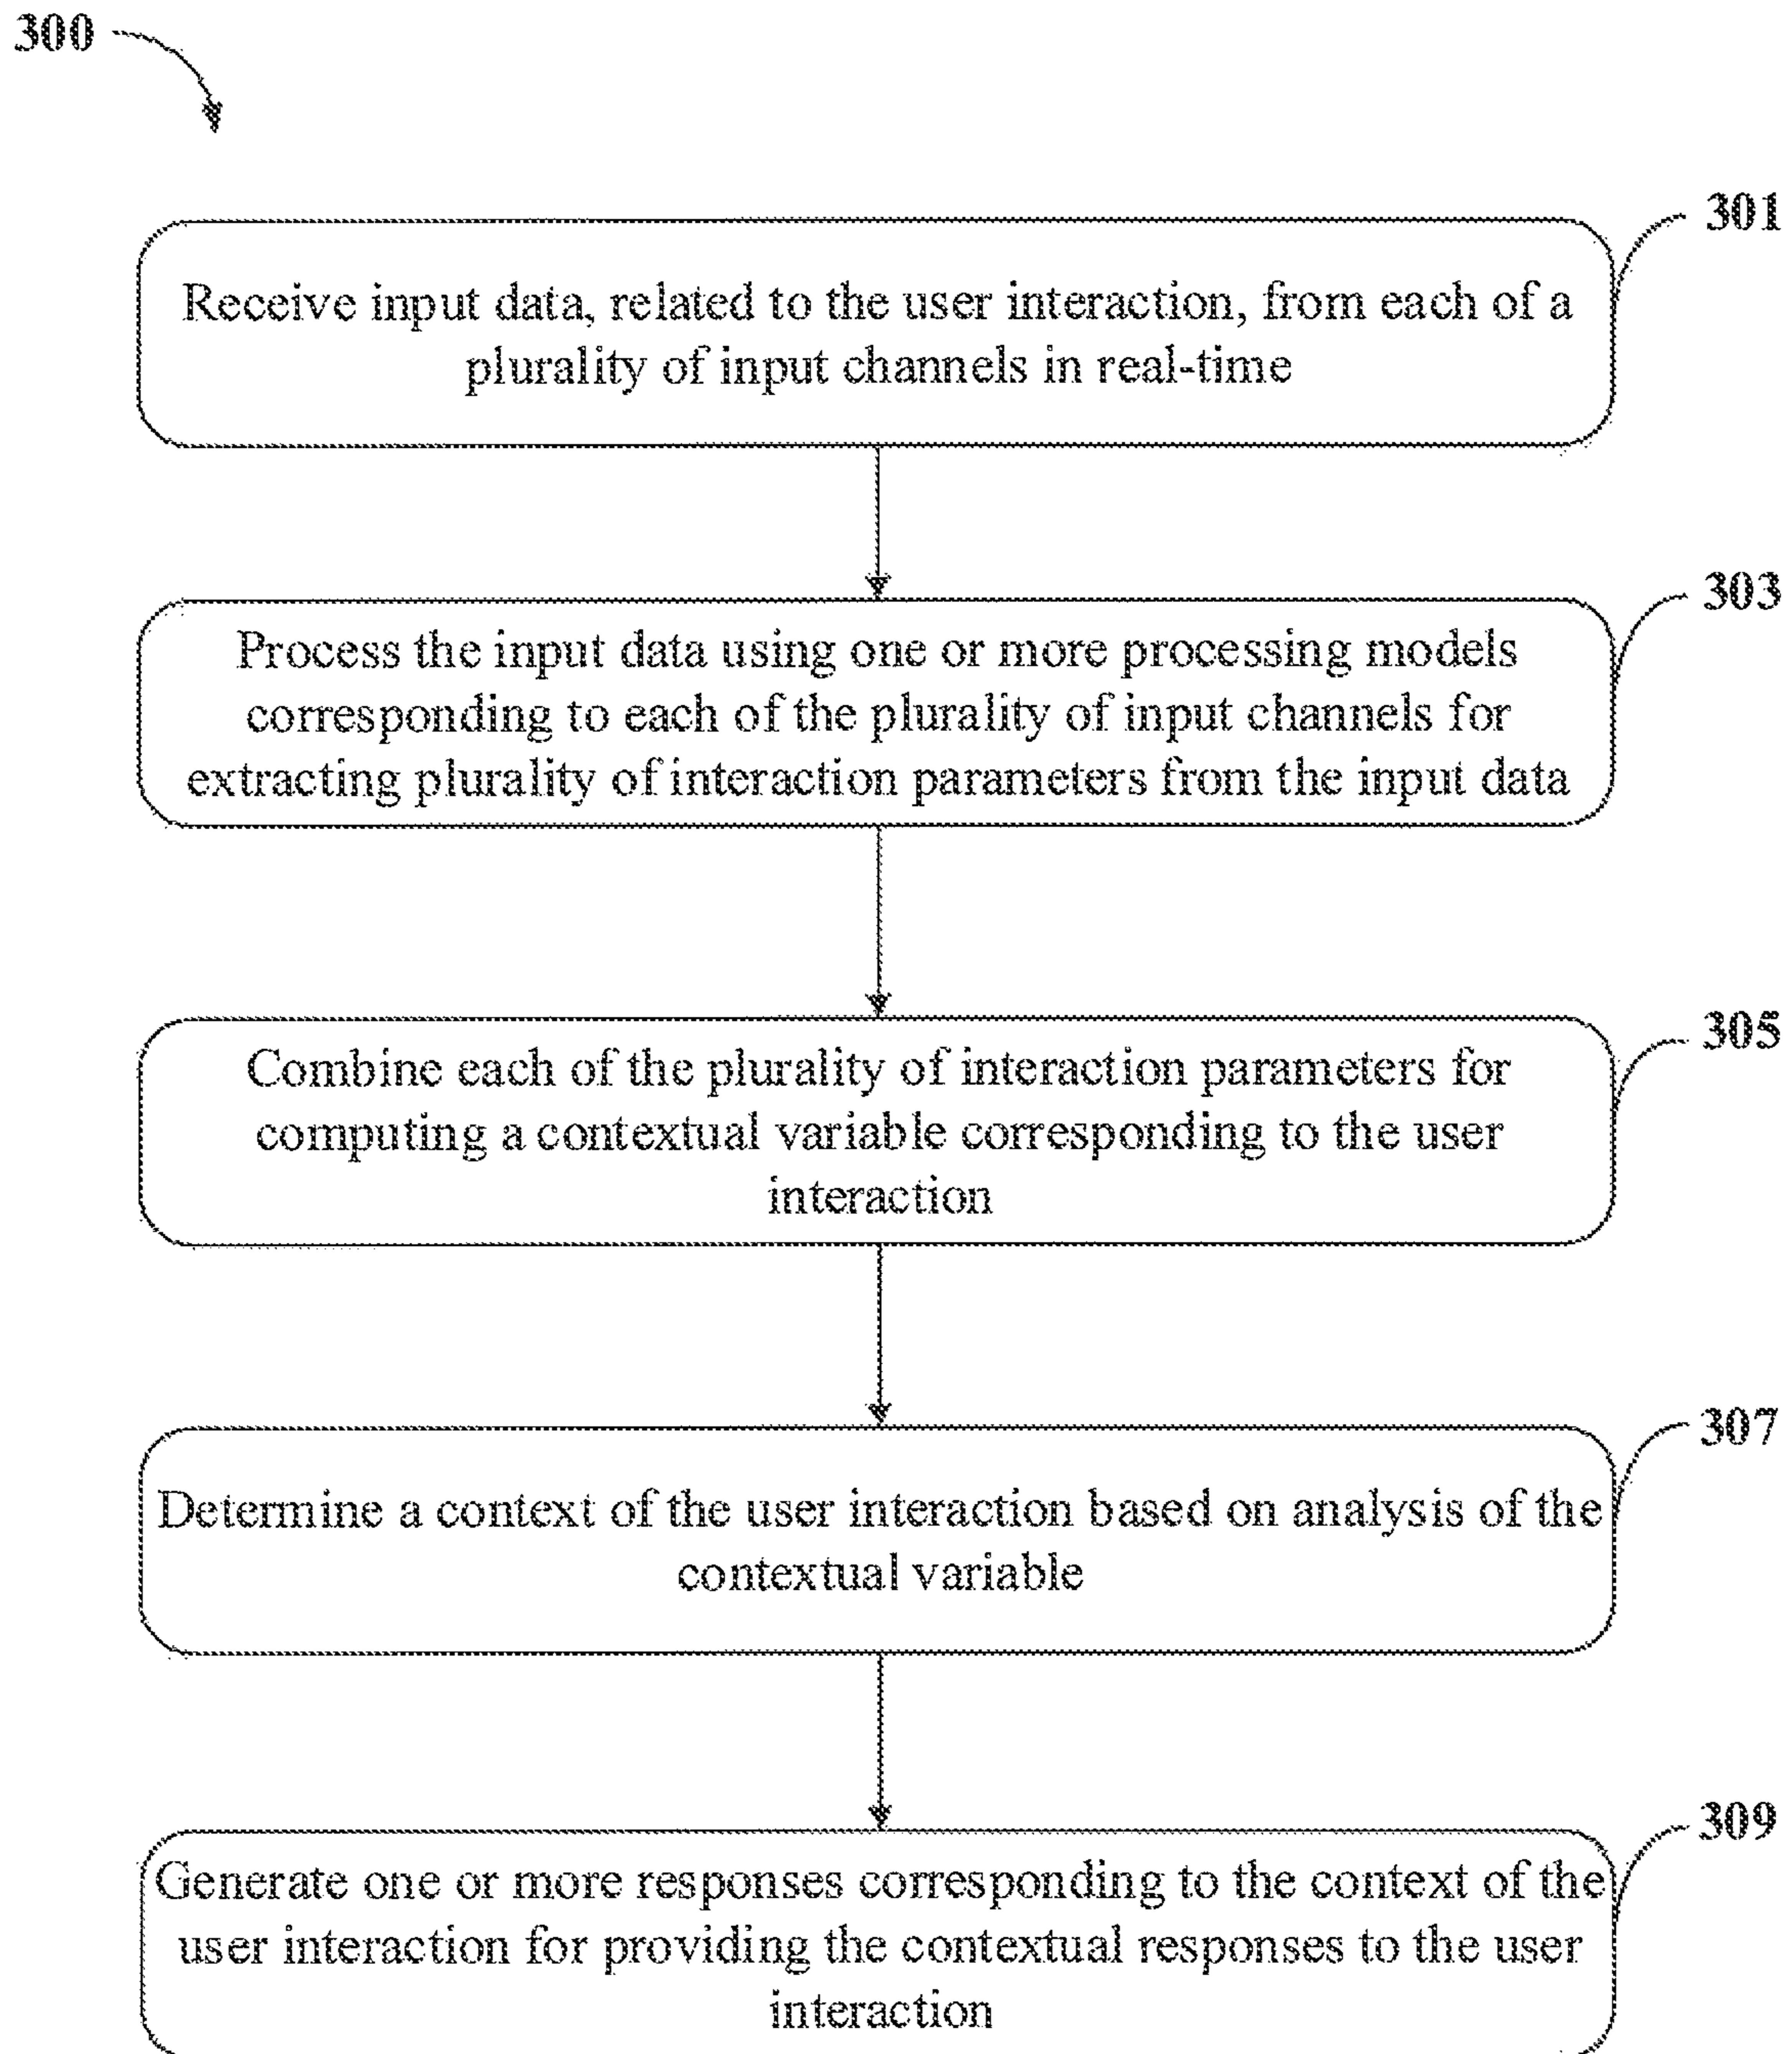 300
301
Receive input data, related to the user interaction, from each of a
plurality of input channels in real-time
303
Process the input data using one or more processing models
corresponding to each of the plurality of input channels for
extracting plurality of interaction parameters from the input data
305
Combine each of the plurality of interaction parameters for
computing a contextual variable corresponding to the user
interaction
307
Determine a context of the user interaction based on analysis of the
contextual variable
309
Generate one or more responses corresponding to the context of the
user interaction for providing the contextual responses to the user
interaction